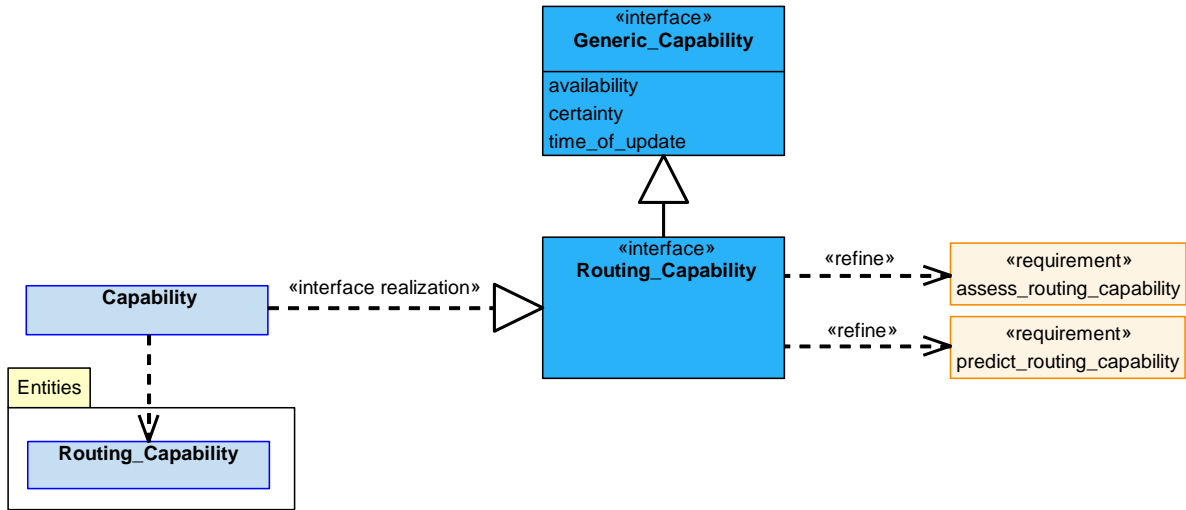 «interface»
Generic_Capability
availability
certainty
time_of_update
«interface»
Routing_Capability
«refine»
«requirement»
assess_routing_capability
Capability
«interface realization»
«refine»
«requirement»
predict_routing_capability
Entities
Routing_Capability